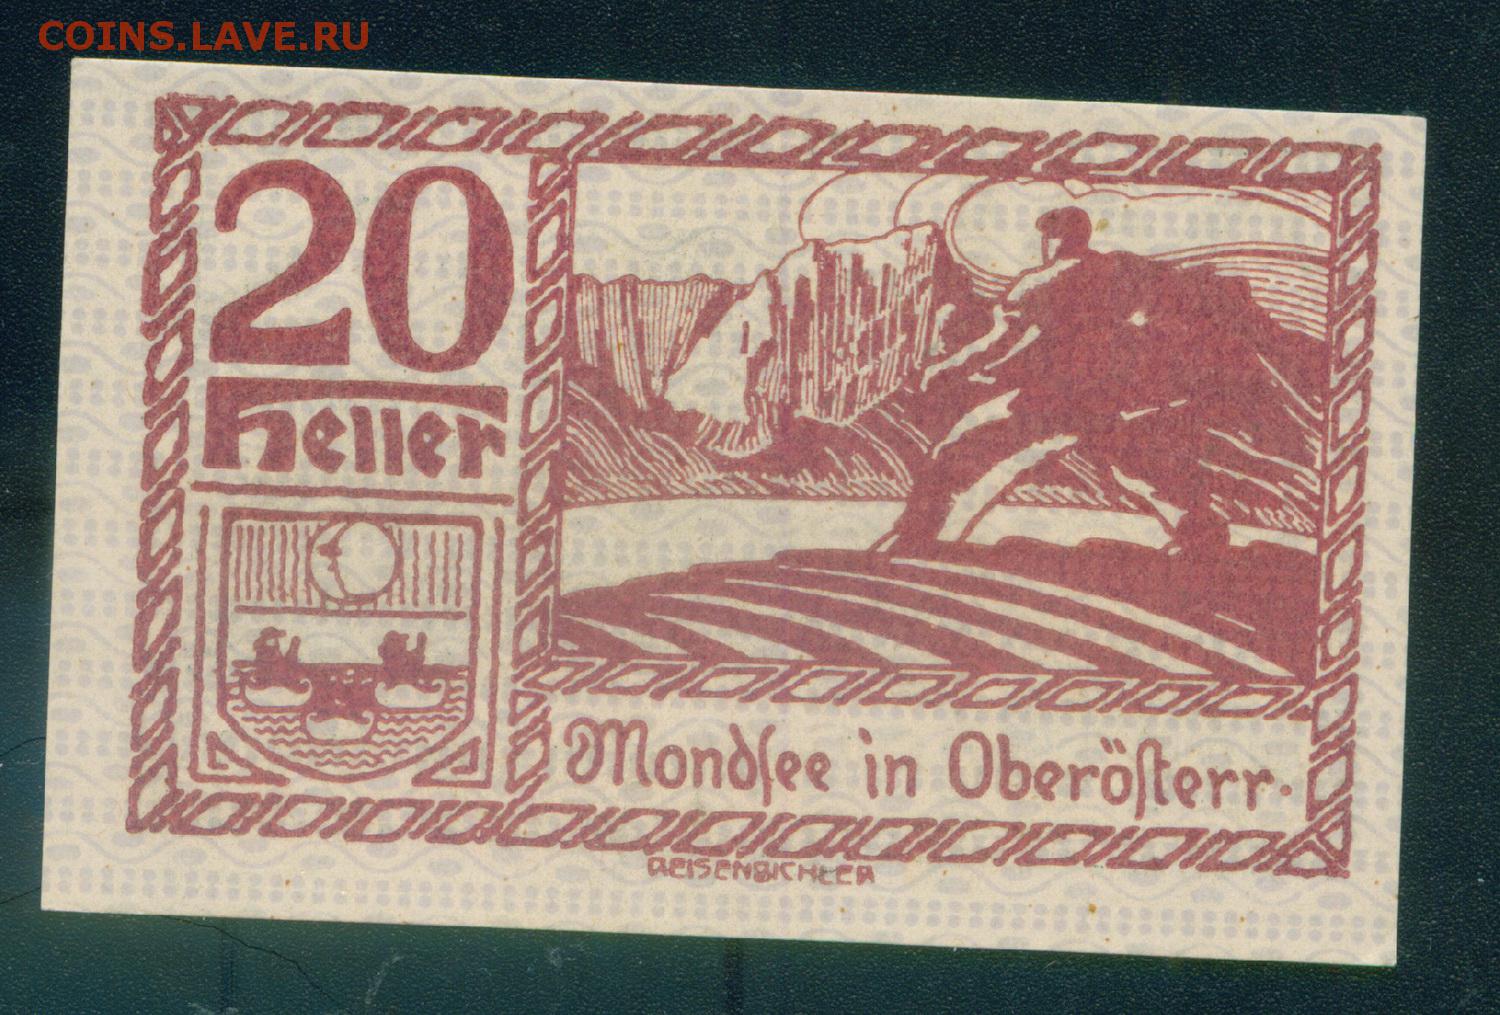 COINS.LAVE.RU
20
Heller
Mondſee in Oberöſterr.
REISENBICHLER